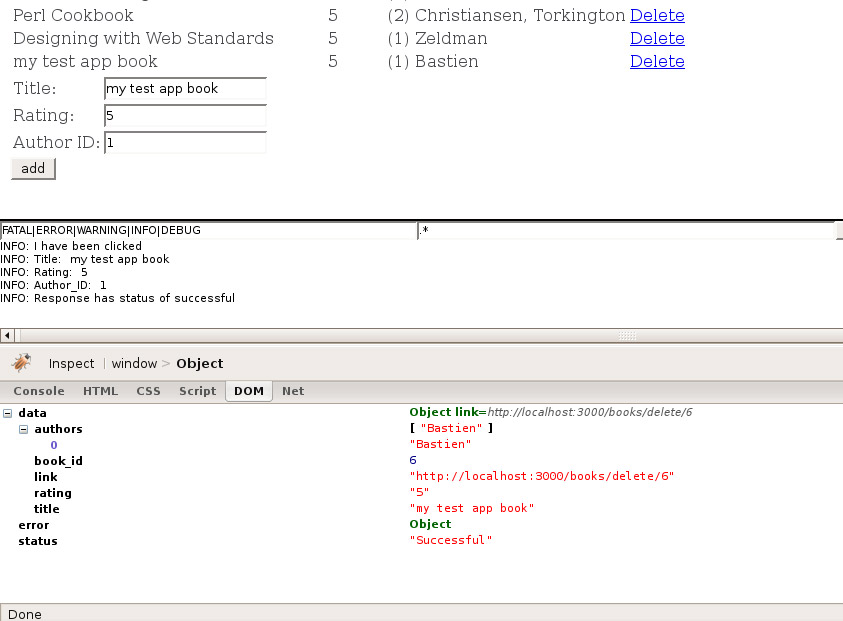 Perl Cookbook 5 (2) Christiansen, Torkington Delete
Designing with Web Standards 5 (1) Zeldman Delete
my test app book 5 (1) Bastien Delete
Title: my test app book
Rating: 5
Author ID: 1
add
FATAL|ERROR|WARNING|INFO|DEBUG .*
INFO: I have been clicked
INFO: Title: my test app book
INFO: Rating: 5
INFO: Author_ID: 1
INFO: Response has status of successful
Inspect | window > Object
Console HTML CSS Script DOM Net
data Object link=http://localhost:3000/books/delete/6
authors [ "Bastien" ]
0 "Bastien"
book_id 6
link "http://localhost:3000/books/delete/6"
rating "5"
title "my test app book"
error Object
status "Successful"
Done